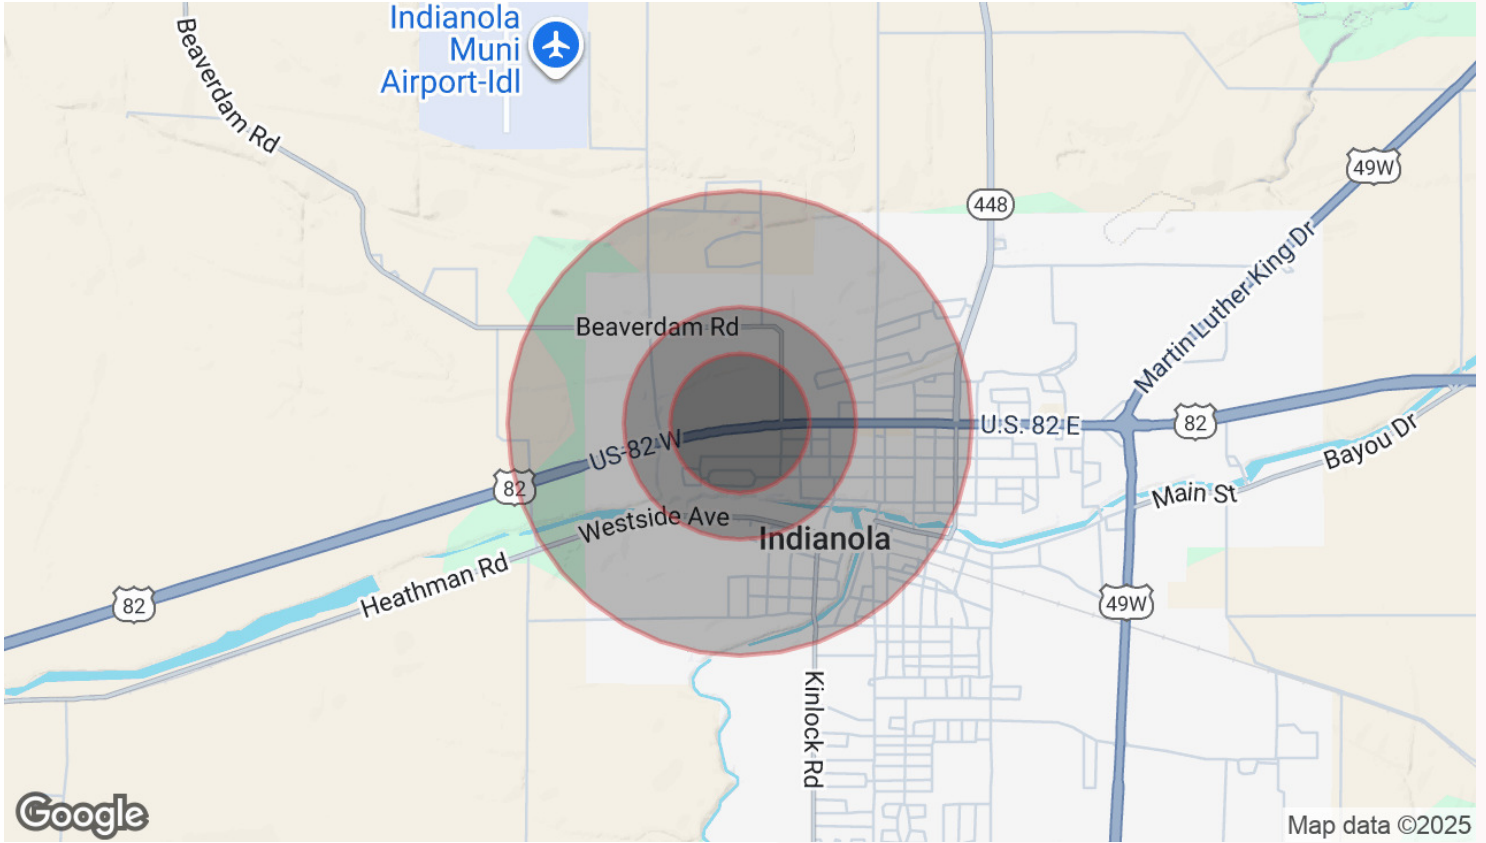 Indianola
Muni
Airport-Idl
Beaverdam Rd
49W
448
Martin Luther King Dr
Beaverdam Rd
U.S. 82 E
82
Bayou Dr
US-82 W
82
Main St
Westside Ave
Indianola
Heathman Rd
82
49W
Kinlock Rd
Google
Map data ©2025